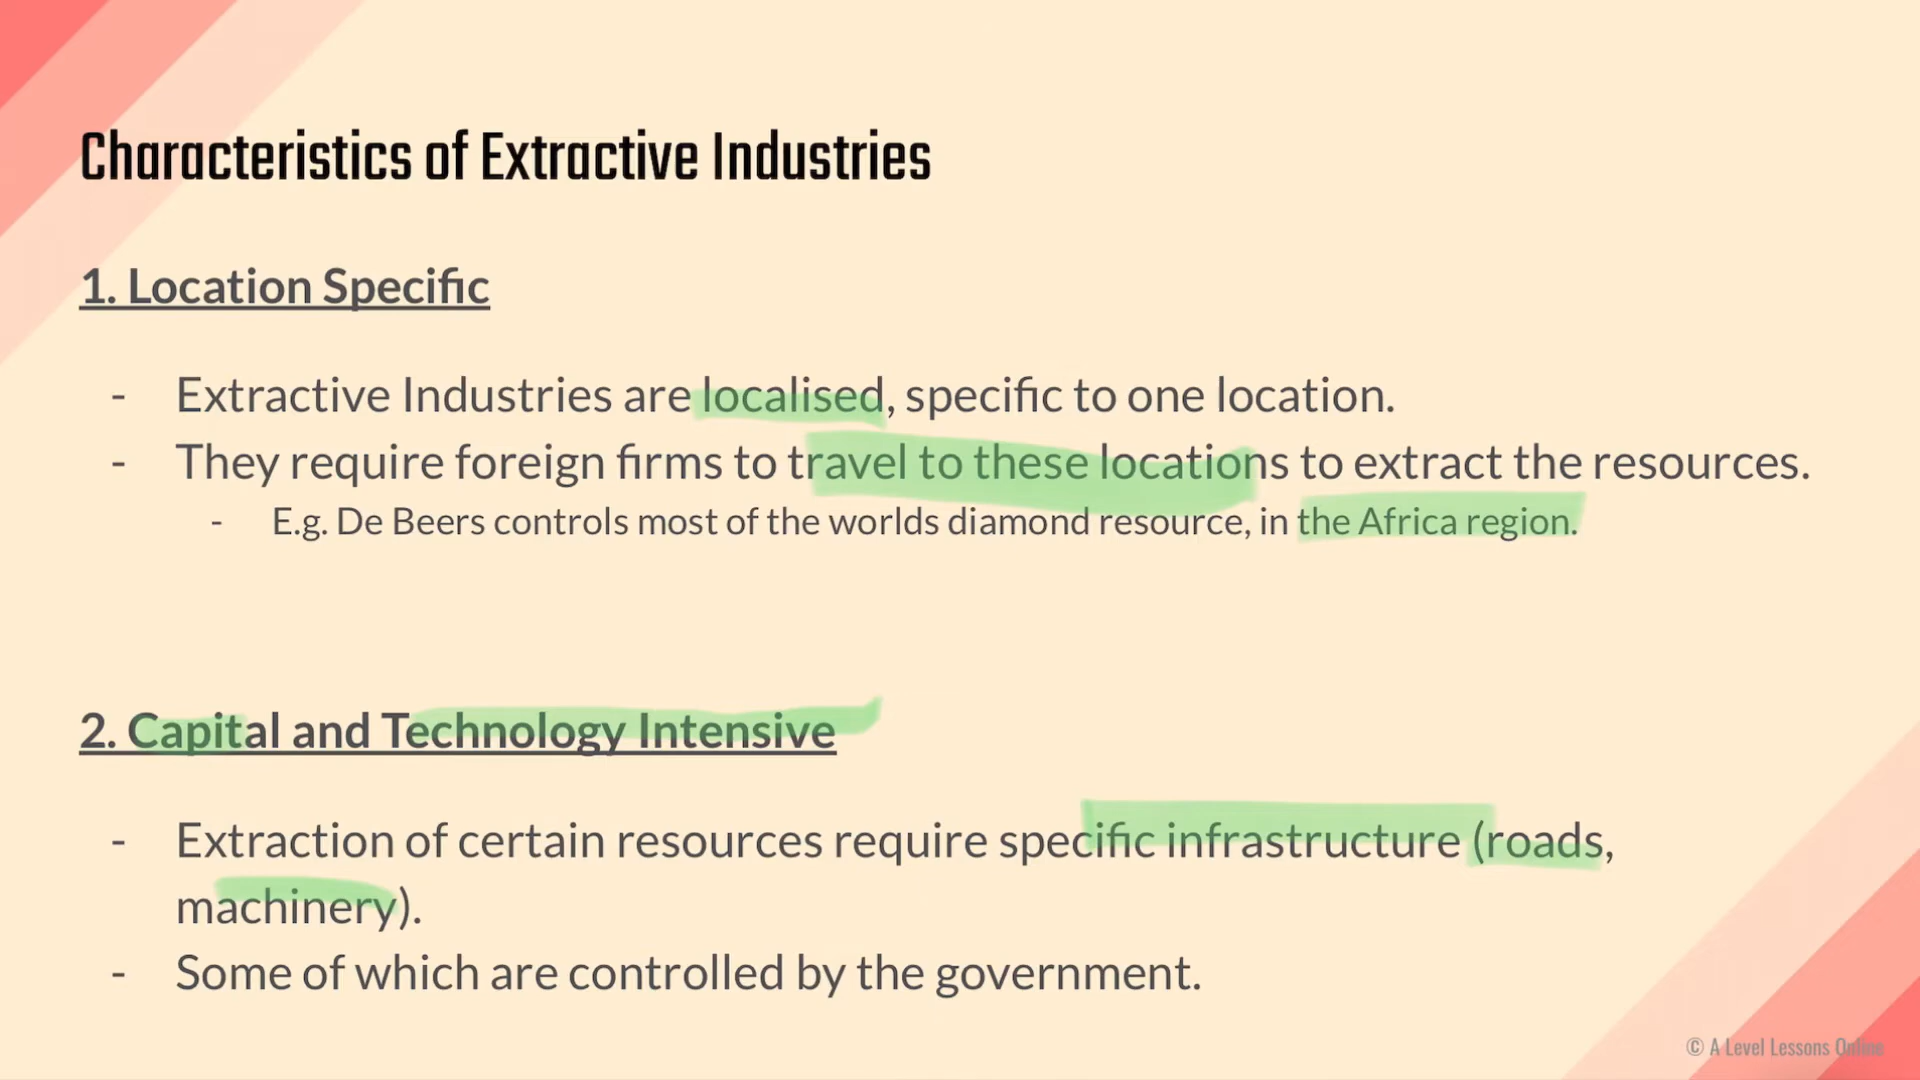 Characteristics of Extractive Industries
1. Location Specific
- Extractive Industries are localised, specific to one location.
- They require foreign firms to travel to these locations to extract the resources.
- E.g. De Beers controls most of the worlds diamond resource, in the Africa region.
2. Capital and Technology Intensive
- Extraction of certain resources require specific infrastructure (roads,
machinery).
- Some of which are controlled by the government.
© A Level Lessons Online